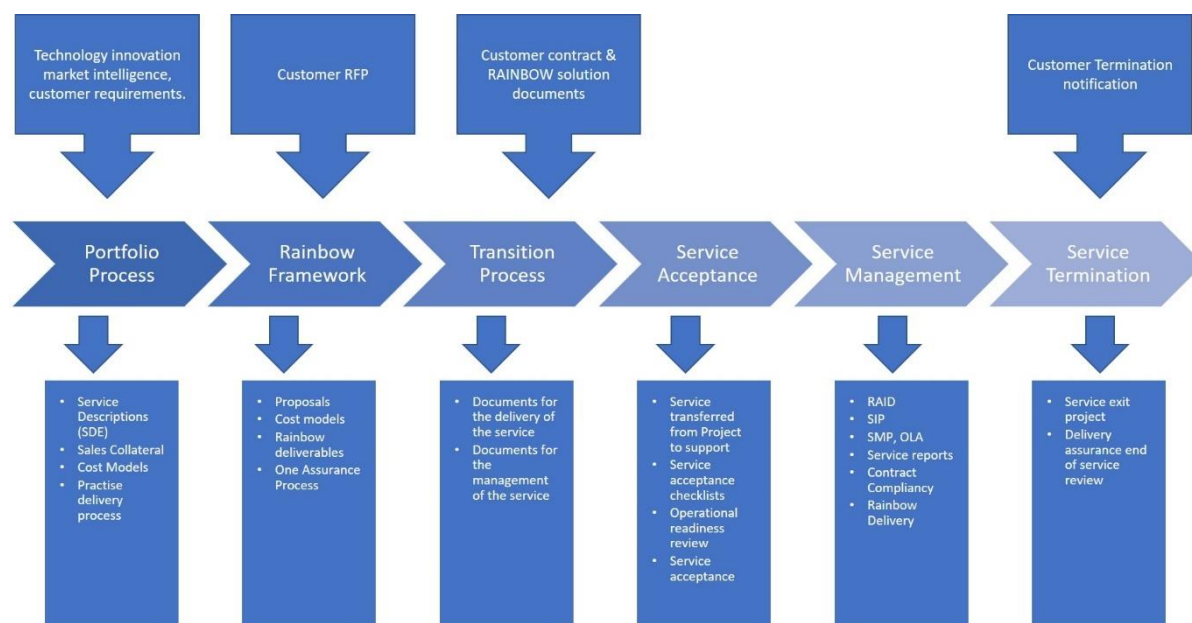 Technology innovation
market intelligence,
customer requirements.
Customer RFP
Customer contract &
RAINBOW solution
documents
Customer Termination
notification
Portfolio
Process
Rainbow
Framework
Transition
Process
Service
Acceptance
Service
Management
Service
Termination
• Service
Descriptions
(SDE)
• Sales Collateral
• Cost Models
• Practise
delivery
process
• Proposals
• Cost models
• Rainbow
deliverables
• One Assurance
Process
• Documents for
the delivery of
the service
• Documents for
the
management
of the service
• Service
transferred
from Project
to support
• Service
acceptance
checklists
• Operational
readiness
review
• Service
acceptance
• RAID
• SIP
• SMP, OLA
• Service reports
• Contract
Compliancy
• Rainbow
Delivery
• Service exit
project
• Delivery
assurance end
of service
review